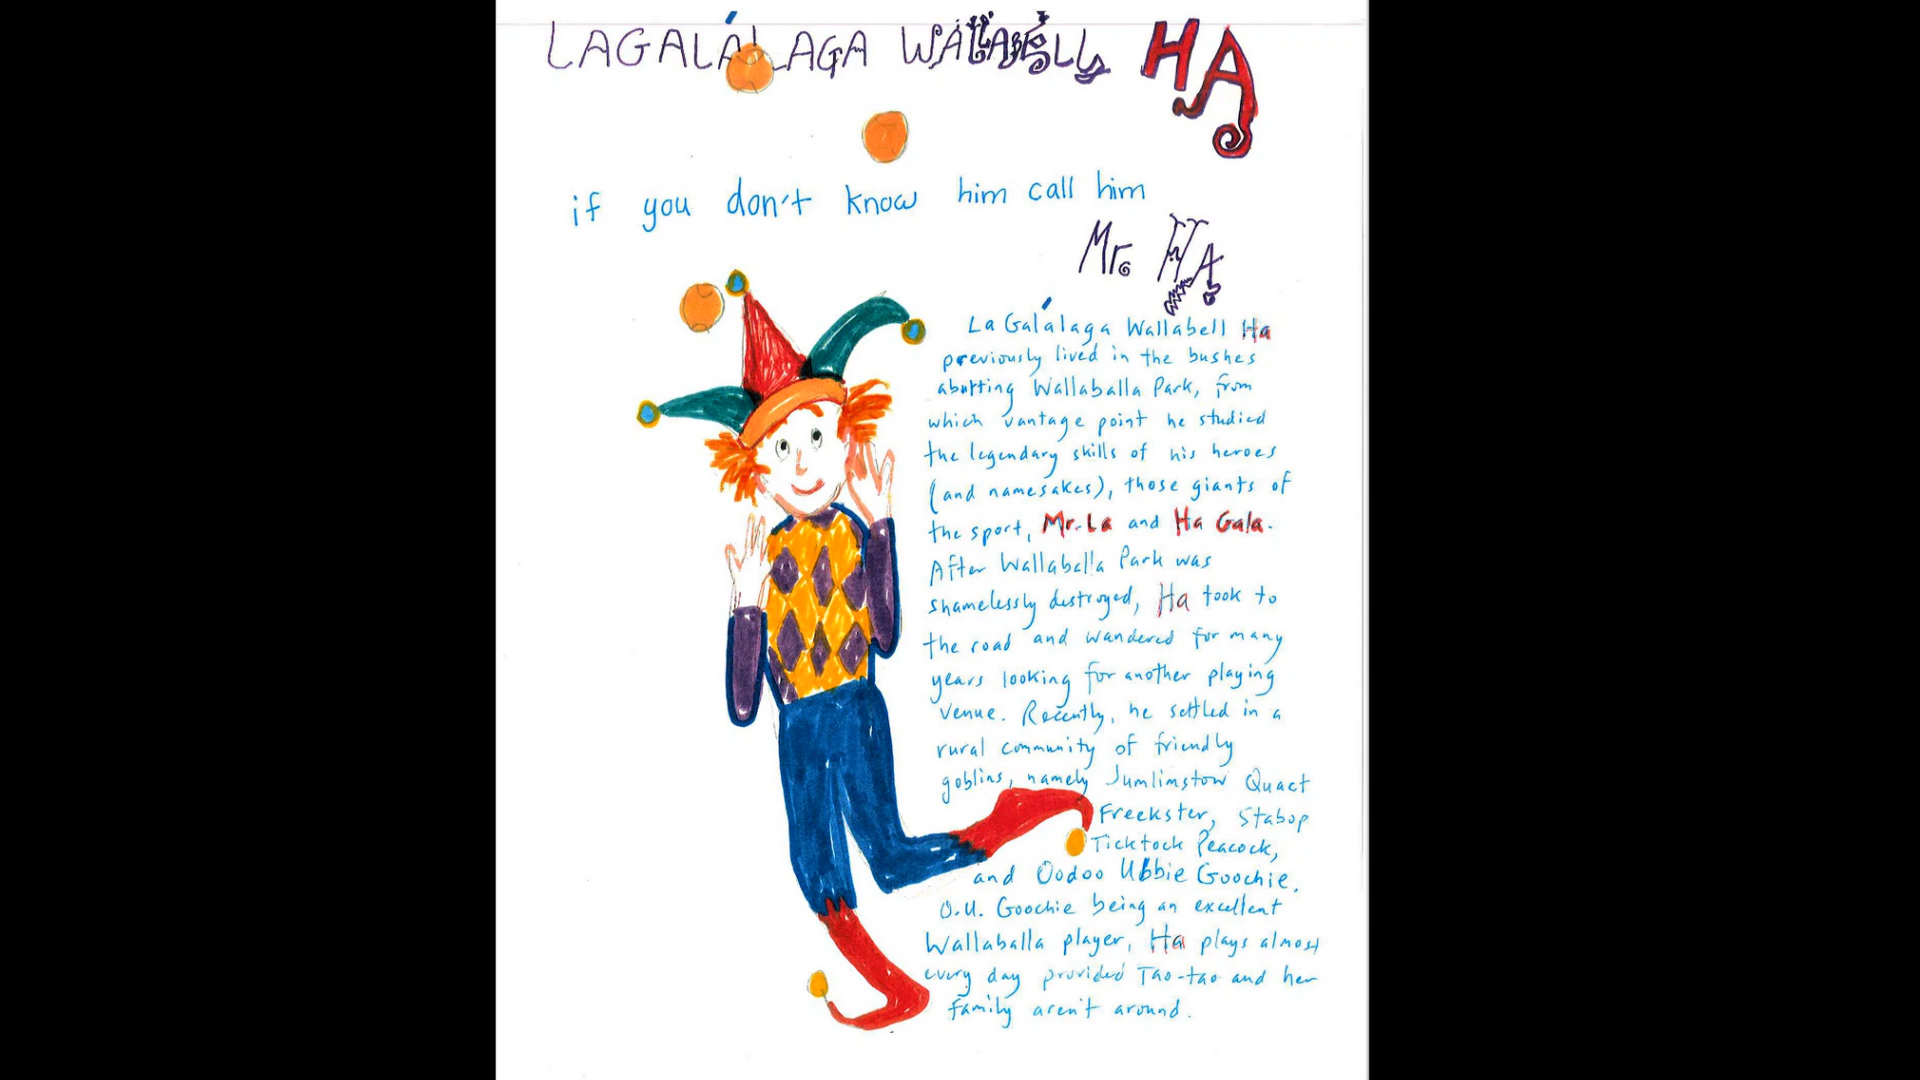 LAGALÁLAGA WALLABELL HA
if you don't know him call him
Mr. HA
La Galálaga Wallabell Ha
previously lived in the bushes
abutting Wallaballa Park, from
which vantage point he studied
the legendary skills of his heroes
(and namesakes), those giants of
the sport, Mr. La and Ha Gala.
After Wallaballa Park was
shamelessly destroyed, Ha took to
the road and wandered for many
years looking for another playing
venue. Recently, he settled in a
rural community of friendly
goblins, namely Jumlimstow Quact
Freekster, Stabop
Ticktock Peacock,
and Oodoo Ubbie Goochie.
O.U. Goochie being an excellent
Wallaballa player, Ha plays almost
every day provided Tao-tao and her
family aren't around.